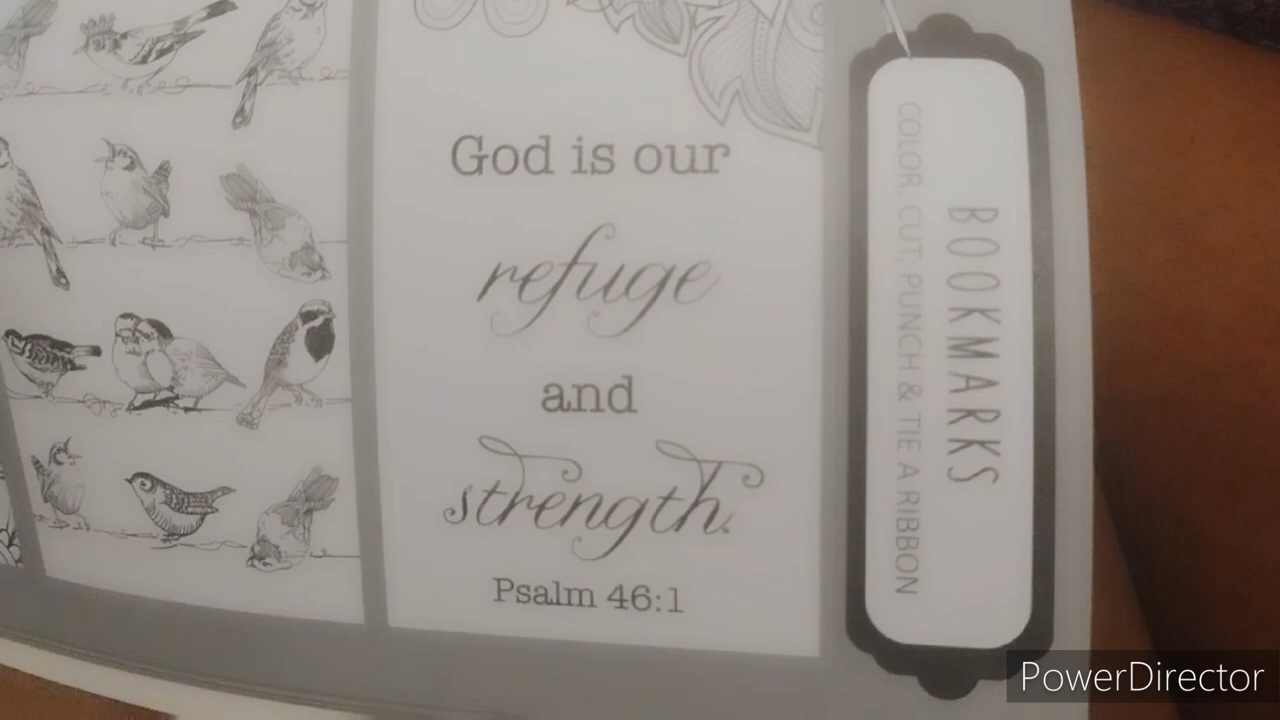 God is our
refuge
and
strength.
Psalm 46:1
BOOKMARKS
COLOR, CUT, PUNCH & TIE A RIBBON
PowerDirector